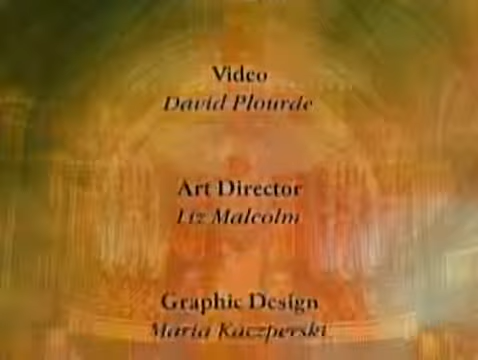 Video
David Plourde
Art Director
Liz Malcolm
Graphic Design
Maria Kaczperski